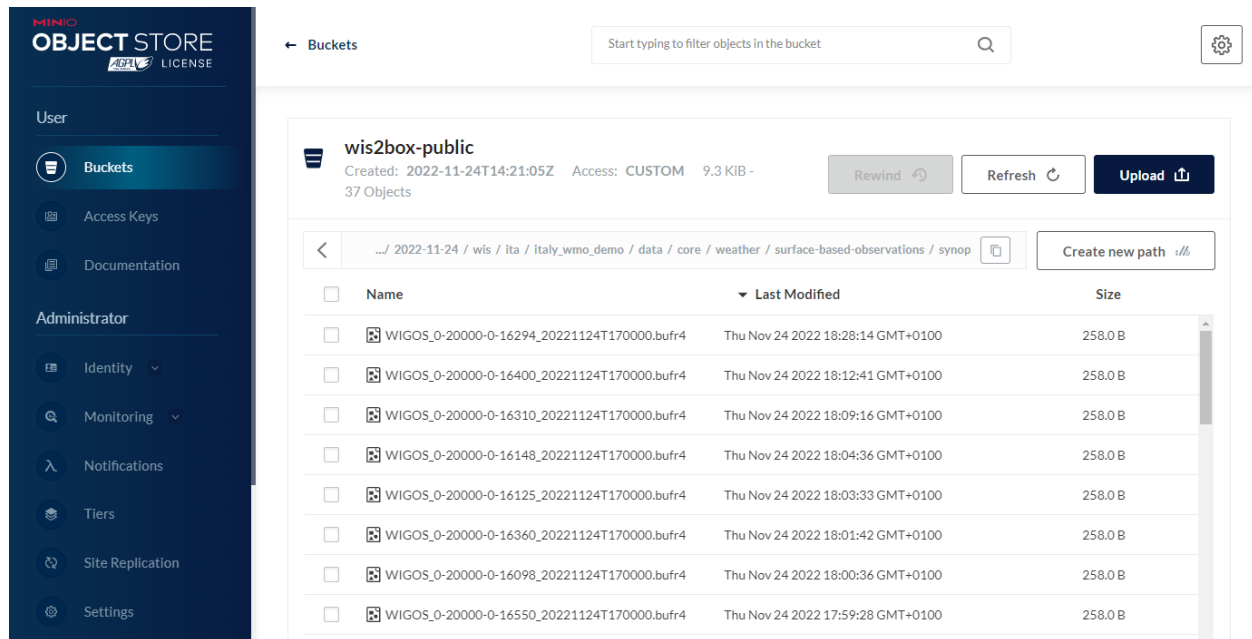 MINIO
OBJECT STORE
AGPLV3 LICENSE
User
Buckets
Access Keys
Documentation
Administrator
Identity
Monitoring
Notifications
Tiers
Site Replication
Settings
← Buckets
Start typing to filter objects in the bucket
wis2box-public
Created: 2022-11-24T14:21:05Z Access: CUSTOM 9.3 KiB -
37 Objects
Rewind
Refresh
Upload
.../ 2022-11-24 / wis / ita / italy_wmo_demo / data / core / weather / surface-based-observations / synop
Create new path
Name Last Modified Size
WIGOS_0-20000-0-16294_20221124T170000.bufr4 Thu Nov 24 2022 18:28:14 GMT+0100 258.0 B
WIGOS_0-20000-0-16400_20221124T170000.bufr4 Thu Nov 24 2022 18:12:41 GMT+0100 258.0 B
WIGOS_0-20000-0-16310_20221124T170000.bufr4 Thu Nov 24 2022 18:09:16 GMT+0100 258.0 B
WIGOS_0-20000-0-16148_20221124T170000.bufr4 Thu Nov 24 2022 18:04:36 GMT+0100 258.0 B
WIGOS_0-20000-0-16125_20221124T170000.bufr4 Thu Nov 24 2022 18:03:33 GMT+0100 258.0 B
WIGOS_0-20000-0-16360_20221124T170000.bufr4 Thu Nov 24 2022 18:01:42 GMT+0100 258.0 B
WIGOS_0-20000-0-16098_20221124T170000.bufr4 Thu Nov 24 2022 18:00:36 GMT+0100 258.0 B
WIGOS_0-20000-0-16550_20221124T170000.bufr4 Thu Nov 24 2022 17:59:28 GMT+0100 258.0 B